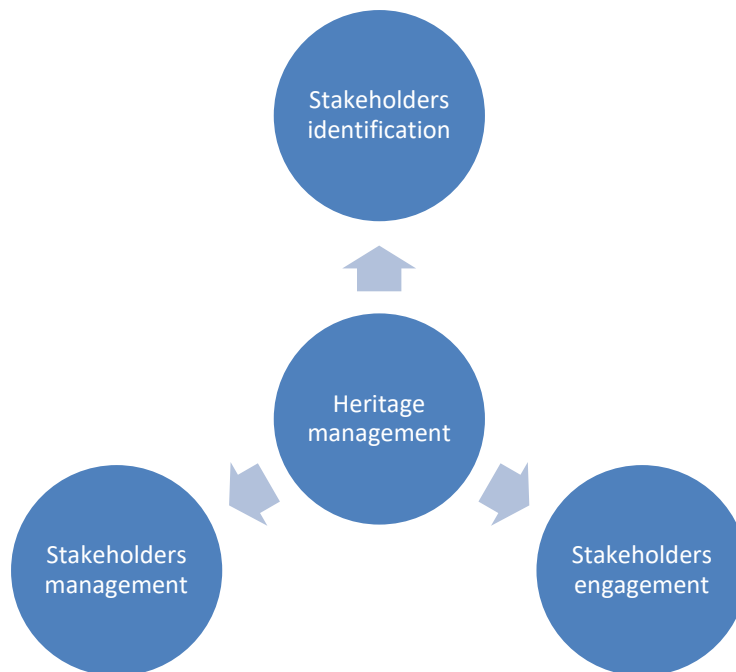 Stakeholders
identification
Heritage
management
Stakeholders
management
Stakeholders
engagement